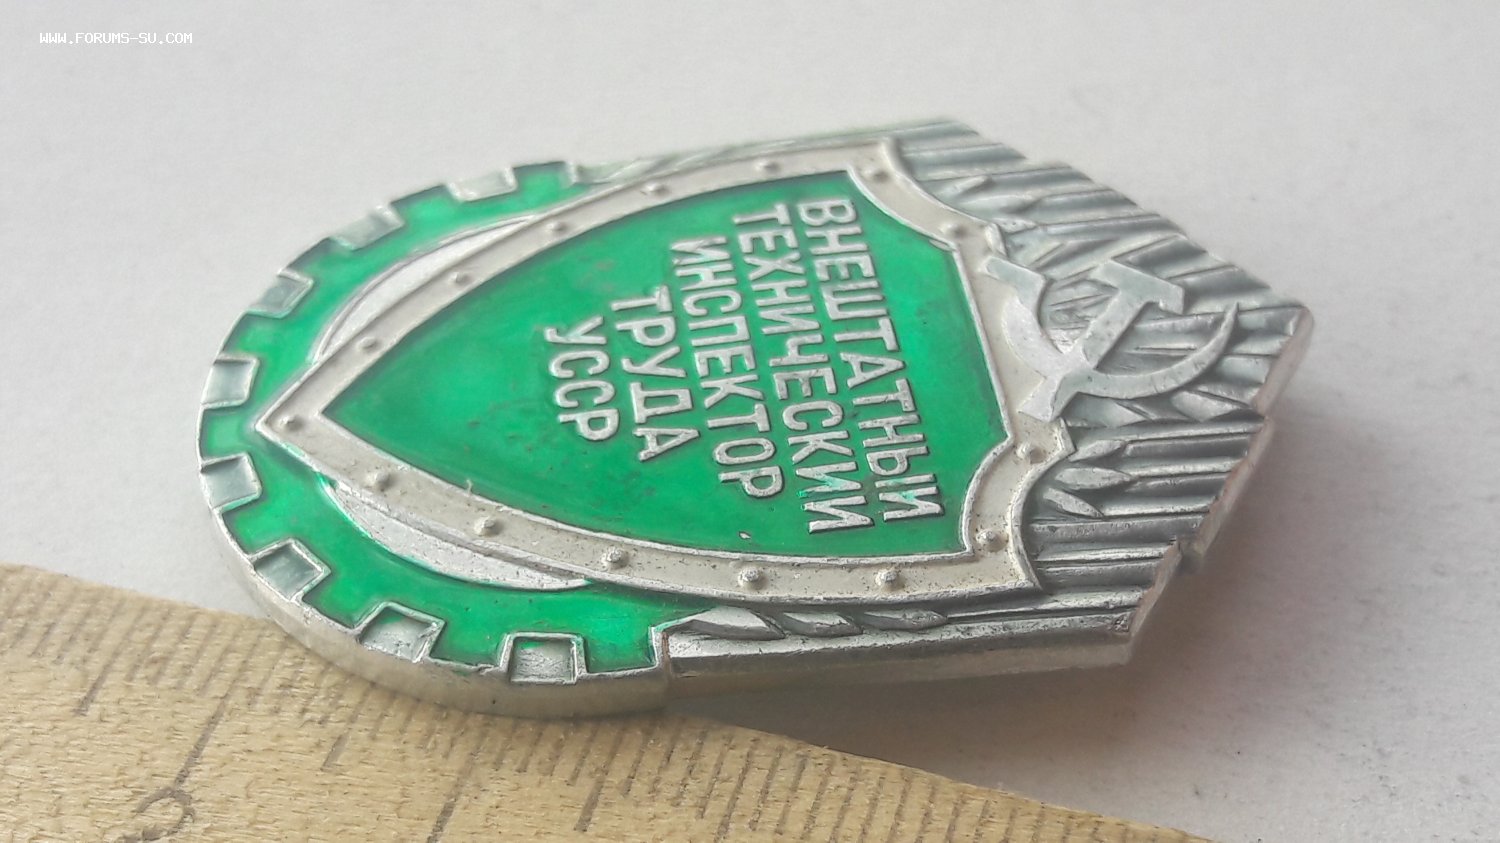 WWW.FORUMS-SU.COM
ВНЕШТАТНЫЙ
ТЕХНИЧЕСКИЙ
ИНСПЕКТОР
ТРУДА
УССР